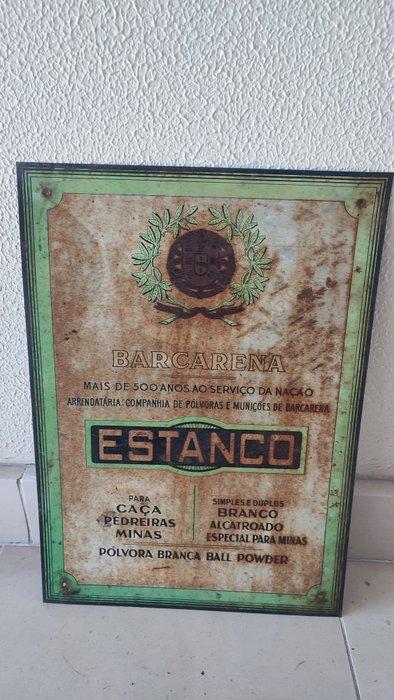 BARCARENA
MAIS DE 500 ANOS AO SERVIÇO DA NAÇÃO
ARRENDATÁRIA: COMPANHIA DE PÓLVORAS E MUNIÇÕES DE BARCARENA
ESTANCO
PARA
CAÇA
PEDREIRAS
MINAS
SIMPLES E DUPLOS
BRANCO
ALCATROADO
ESPECIAL PARA MINAS
PÓLVORA BRANCA BALL POWDER